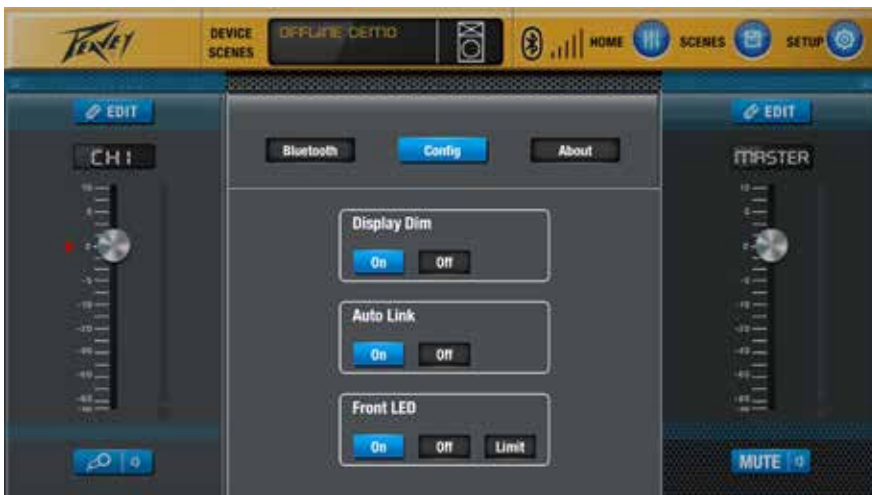 PEAVEY
DEVICE
SCENES
OFFLINE DEMO
HOME
SCENES
SETUP
EDIT
EDIT
CH1
MASTER
Bluetooth
Config
About
Display Dim
On
Off
Auto Link
On
Off
Front LED
On
Off
Limit
MUTE